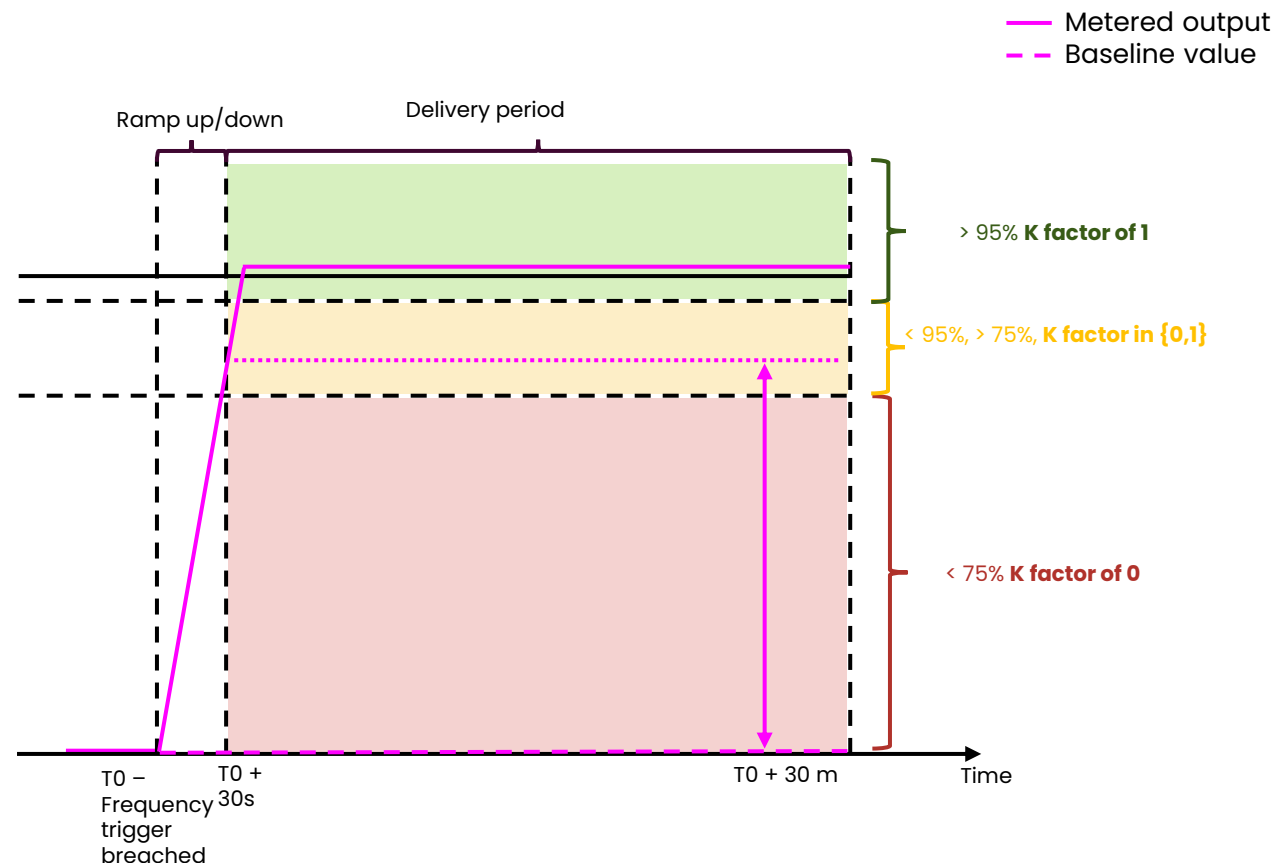 Metered output
Baseline value
Ramp up/down
Delivery period
> 95% K factor of 1
< 95%, > 75%, K factor in {0,1}
< 75% K factor of 0
T0 –
Frequency
trigger
breached
T0 +
30s
T0 + 30 m
Time